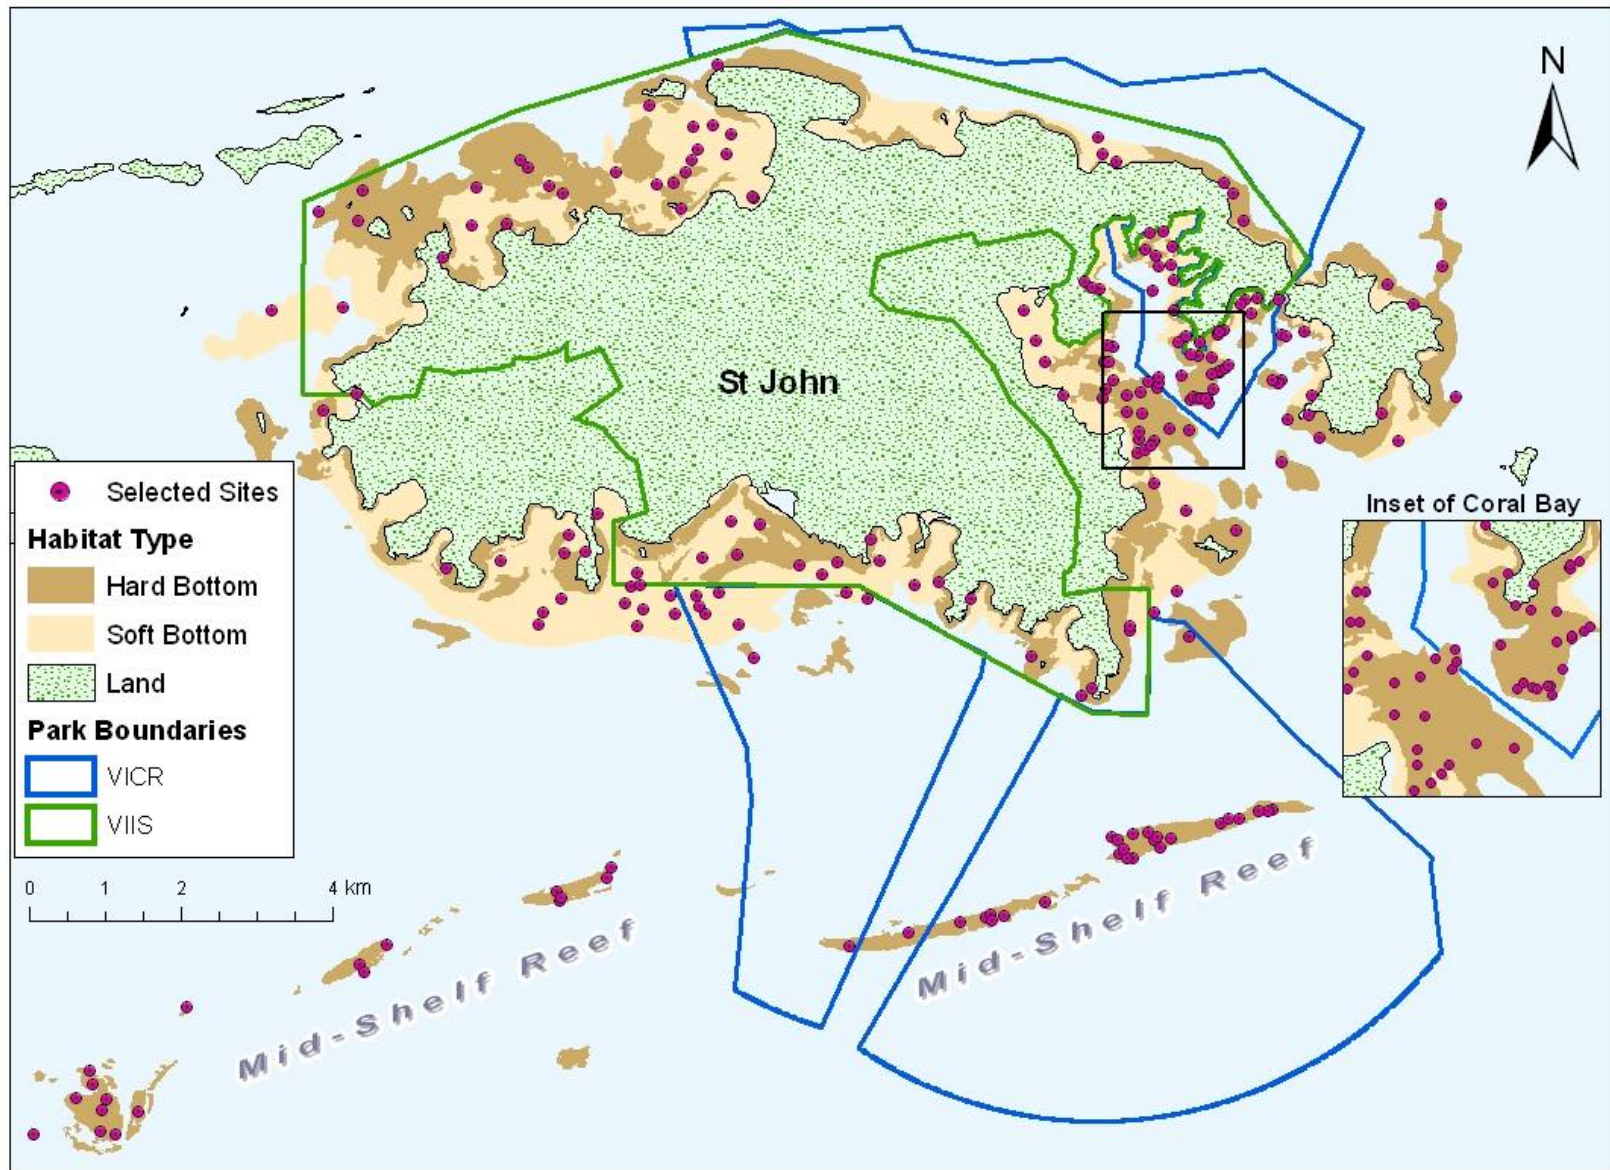 N
St John
Selected Sites
Habitat Type
Hard Bottom
Soft Bottom
Land
Park Boundaries
VICR
VIIS
0 1 2 4 km
Inset of Coral Bay
Mid-Shelf Reef
Mid-Shelf Reef